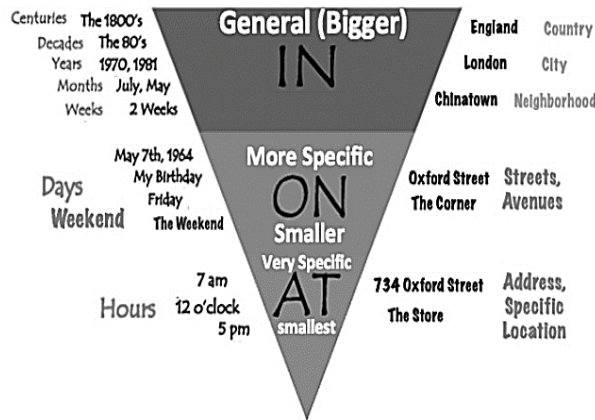 Centuries The 1800's
Decades The 80's
Years 1970, 1981
Months July, May
Weeks 2 Weeks
General (Bigger)
IN
England Country
London City
Chinatown Neighborhood
May 7th, 1964
My Birthday
Friday
The Weekend
Days
Weekend
More Specific
ON
Smaller
Oxford Street
The Corner
Streets,
Avenues
7 am
12 o'clock
5 pm
Hours
Very Specific
AT
smallest
734 Oxford Street
The Store
Address,
Specific
Location